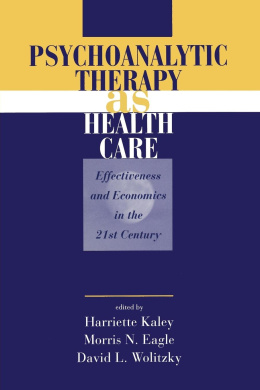 PSYCHOANALYTIC
THERAPY
as
HEALTH
CARE
Effectiveness
and Economics
in the
21st Century
edited by
Harriette Kaley
Morris N. Eagle
David L. Wolitzky